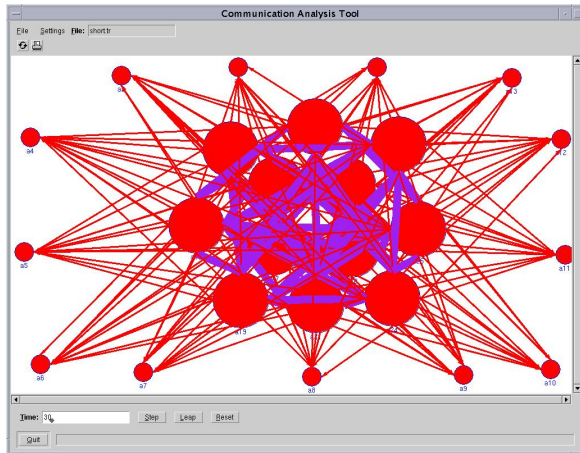 Communication Analysis Tool
File Settings File: short.tr
a13
a4
a12
a5
a11
a19
a6
a7
a8
a9
a10
Time: 30 Step Leap Reset
Quit